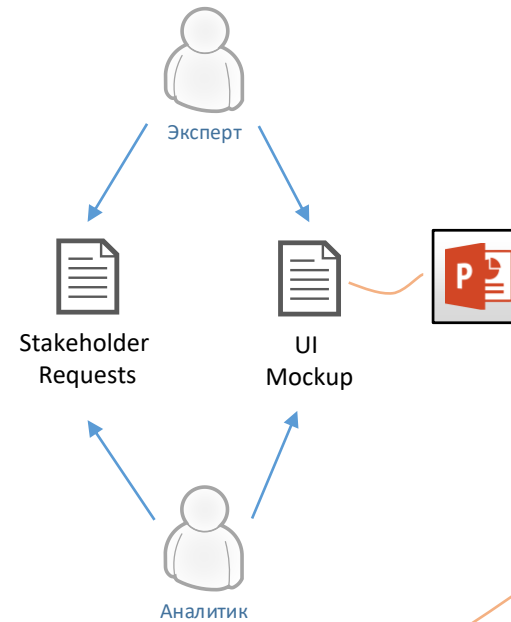 Эксперт
Stakeholder
Requests
UI
Mockup
P
Аналитик